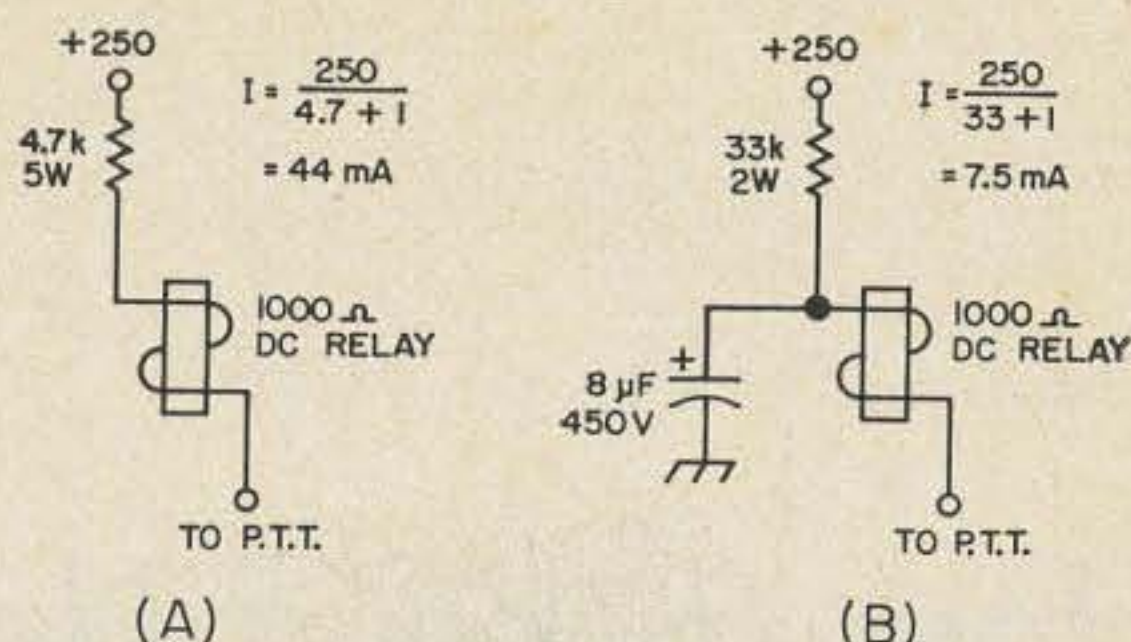 +250
I = 250 / 4.7 + 1
4.7k
5W
= 44 mA
1000 Ω
DC RELAY
TO P.T.T.
(A)
+250
I = 250 / 33 + 1
33k
2W
= 7.5 mA
1000 Ω
DC RELAY
+
8 µF
450V
TO P.T.T.
(B)